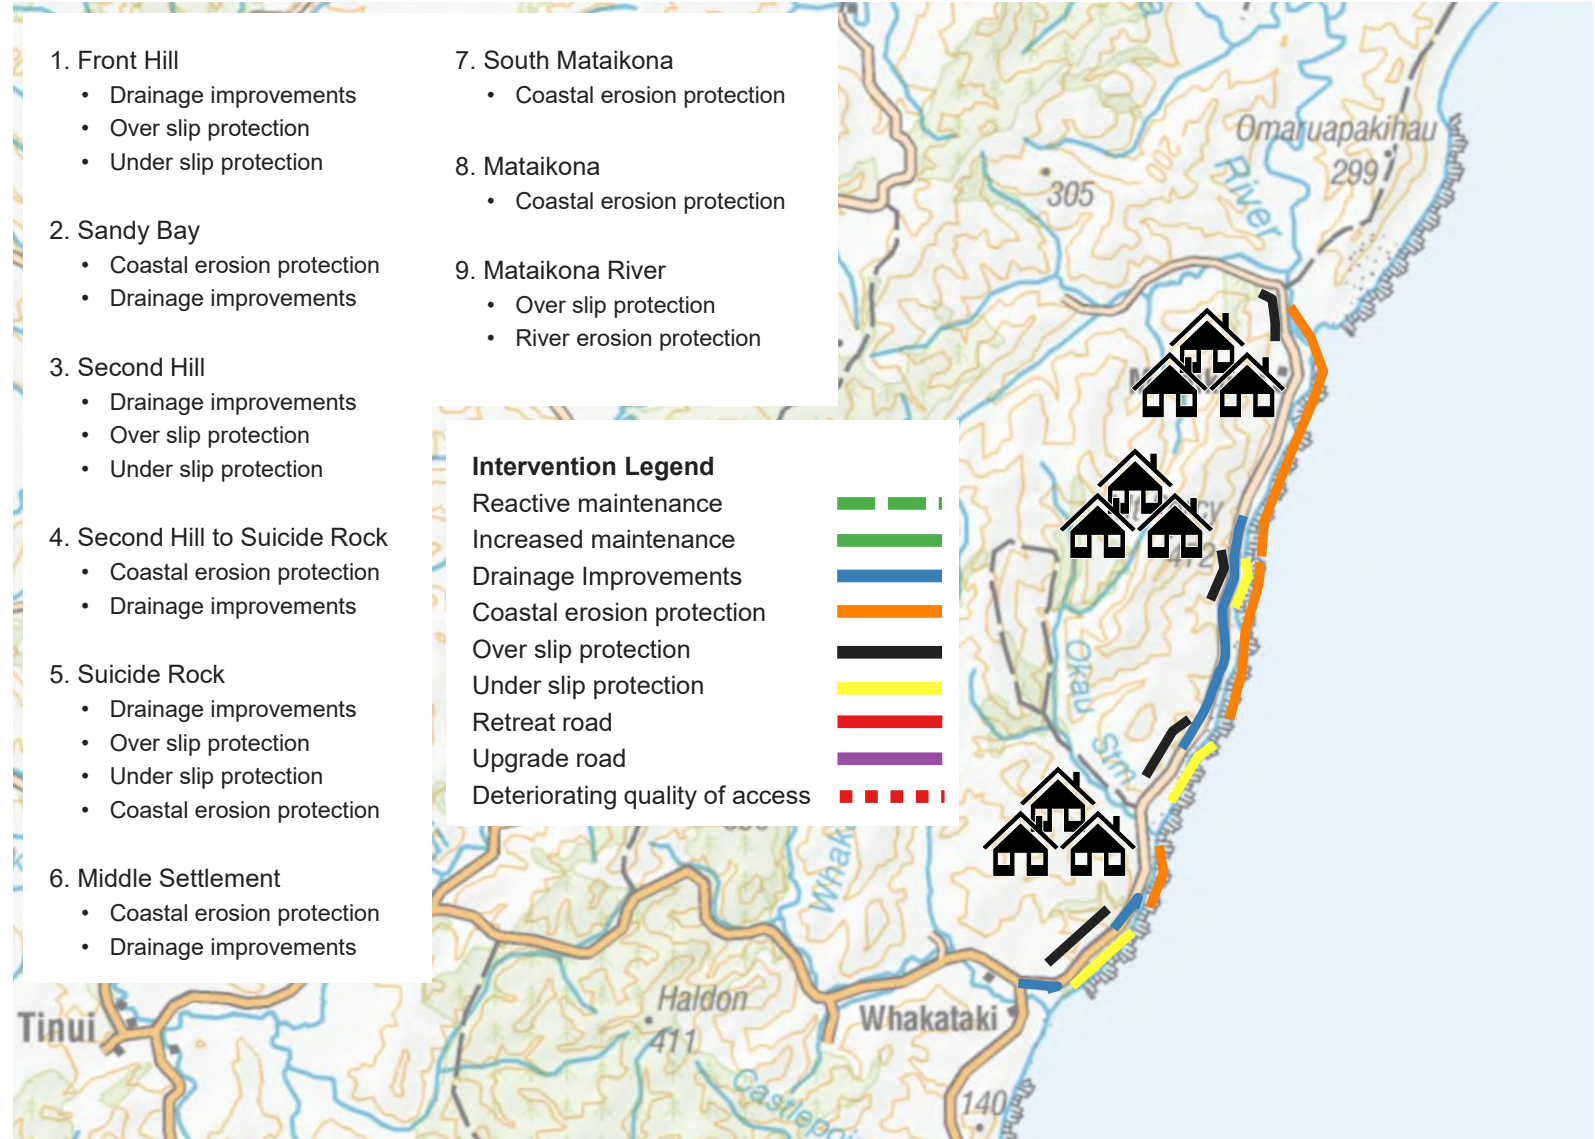 1. Front Hill
• Drainage improvements
• Over slip protection
• Under slip protection
2. Sandy Bay
• Coastal erosion protection
• Drainage improvements
3. Second Hill
• Drainage improvements
• Over slip protection
• Under slip protection
4. Second Hill to Suicide Rock
• Coastal erosion protection
• Drainage improvements
5. Suicide Rock
• Drainage improvements
• Over slip protection
• Under slip protection
• Coastal erosion protection
6. Middle Settlement
• Coastal erosion protection
• Drainage improvements
7. South Mataikona
• Coastal erosion protection
8. Mataikona
• Coastal erosion protection
9. Mataikona River
• Over slip protection
• River erosion protection
Intervention Legend
Reactive maintenance
Increased maintenance
Drainage Improvements
Coastal erosion protection
Over slip protection
Under slip protection
Retreat road
Upgrade road
Deteriorating quality of access
Omaruapakihau
299
200
305
River
472
Okau
Stm
Haldon
411
Whakataki
Tinui
140